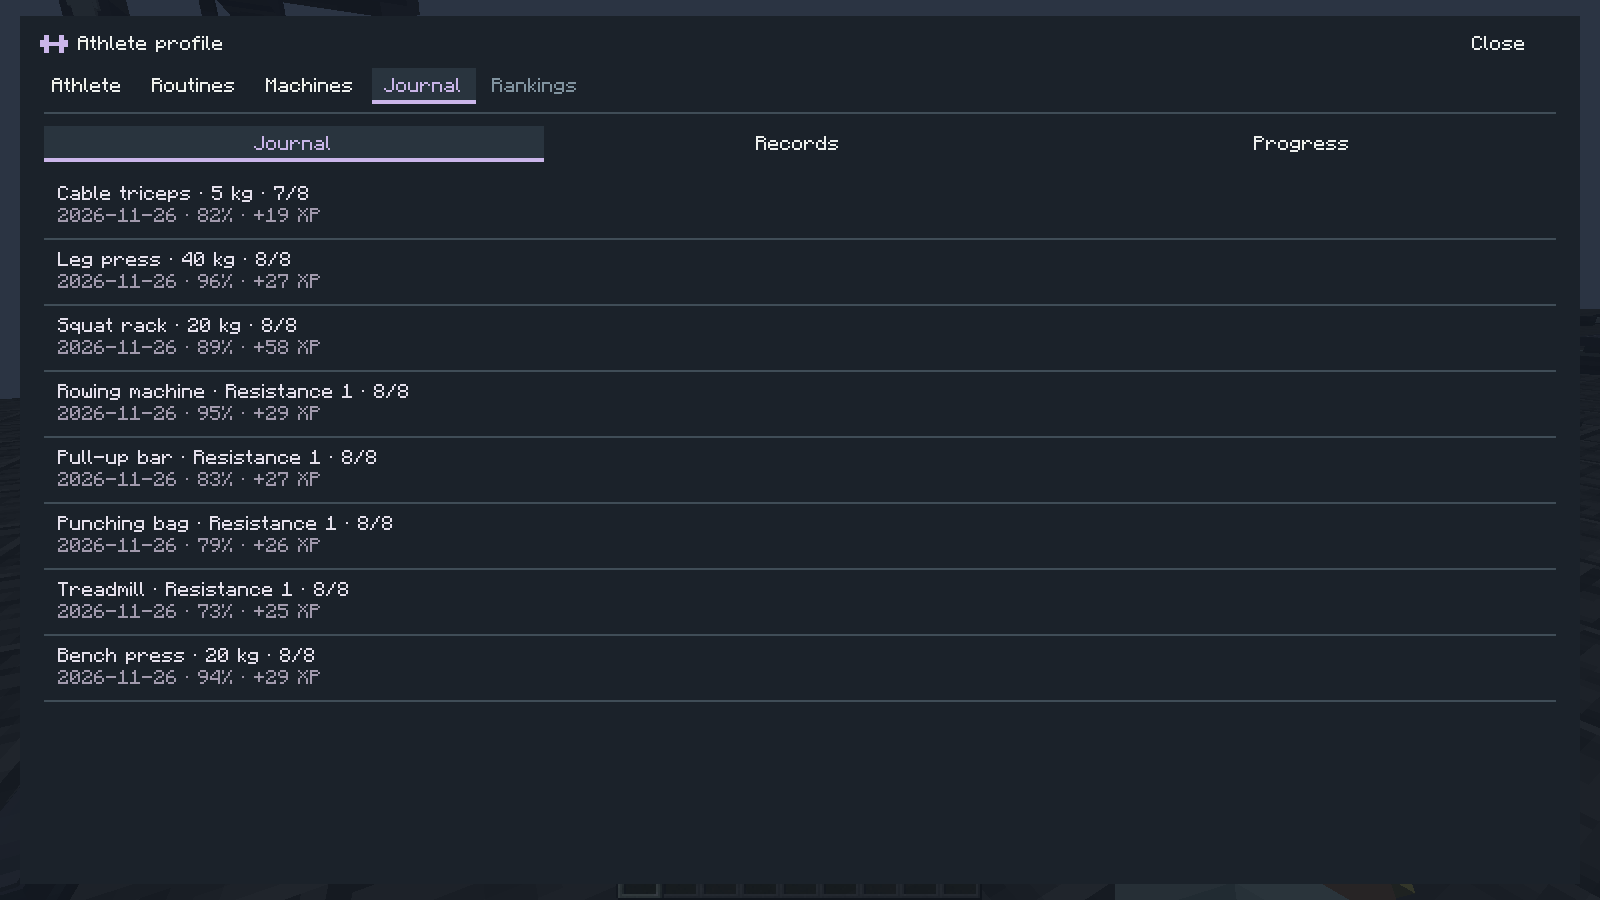 Athlete profile
Close
Athlete Routines Machines Journal Rankings
Journal Records Progress
Cable triceps · 5 kg · 7/8
2026-11-26 · 82% · +19 XP
Leg press · 40 kg · 8/8
2026-11-26 · 96% · +27 XP
Squat rack · 20 kg · 8/8
2026-11-26 · 89% · +58 XP
Rowing machine · Resistance 1 · 8/8
2026-11-26 · 95% · +29 XP
Pull-up bar · Resistance 1 · 8/8
2026-11-26 · 83% · +27 XP
Punching bag · Resistance 1 · 8/8
2026-11-26 · 79% · +26 XP
Treadmill · Resistance 1 · 8/8
2026-11-26 · 73% · +25 XP
Bench press · 20 kg · 8/8
2026-11-26 · 94% · +29 XP